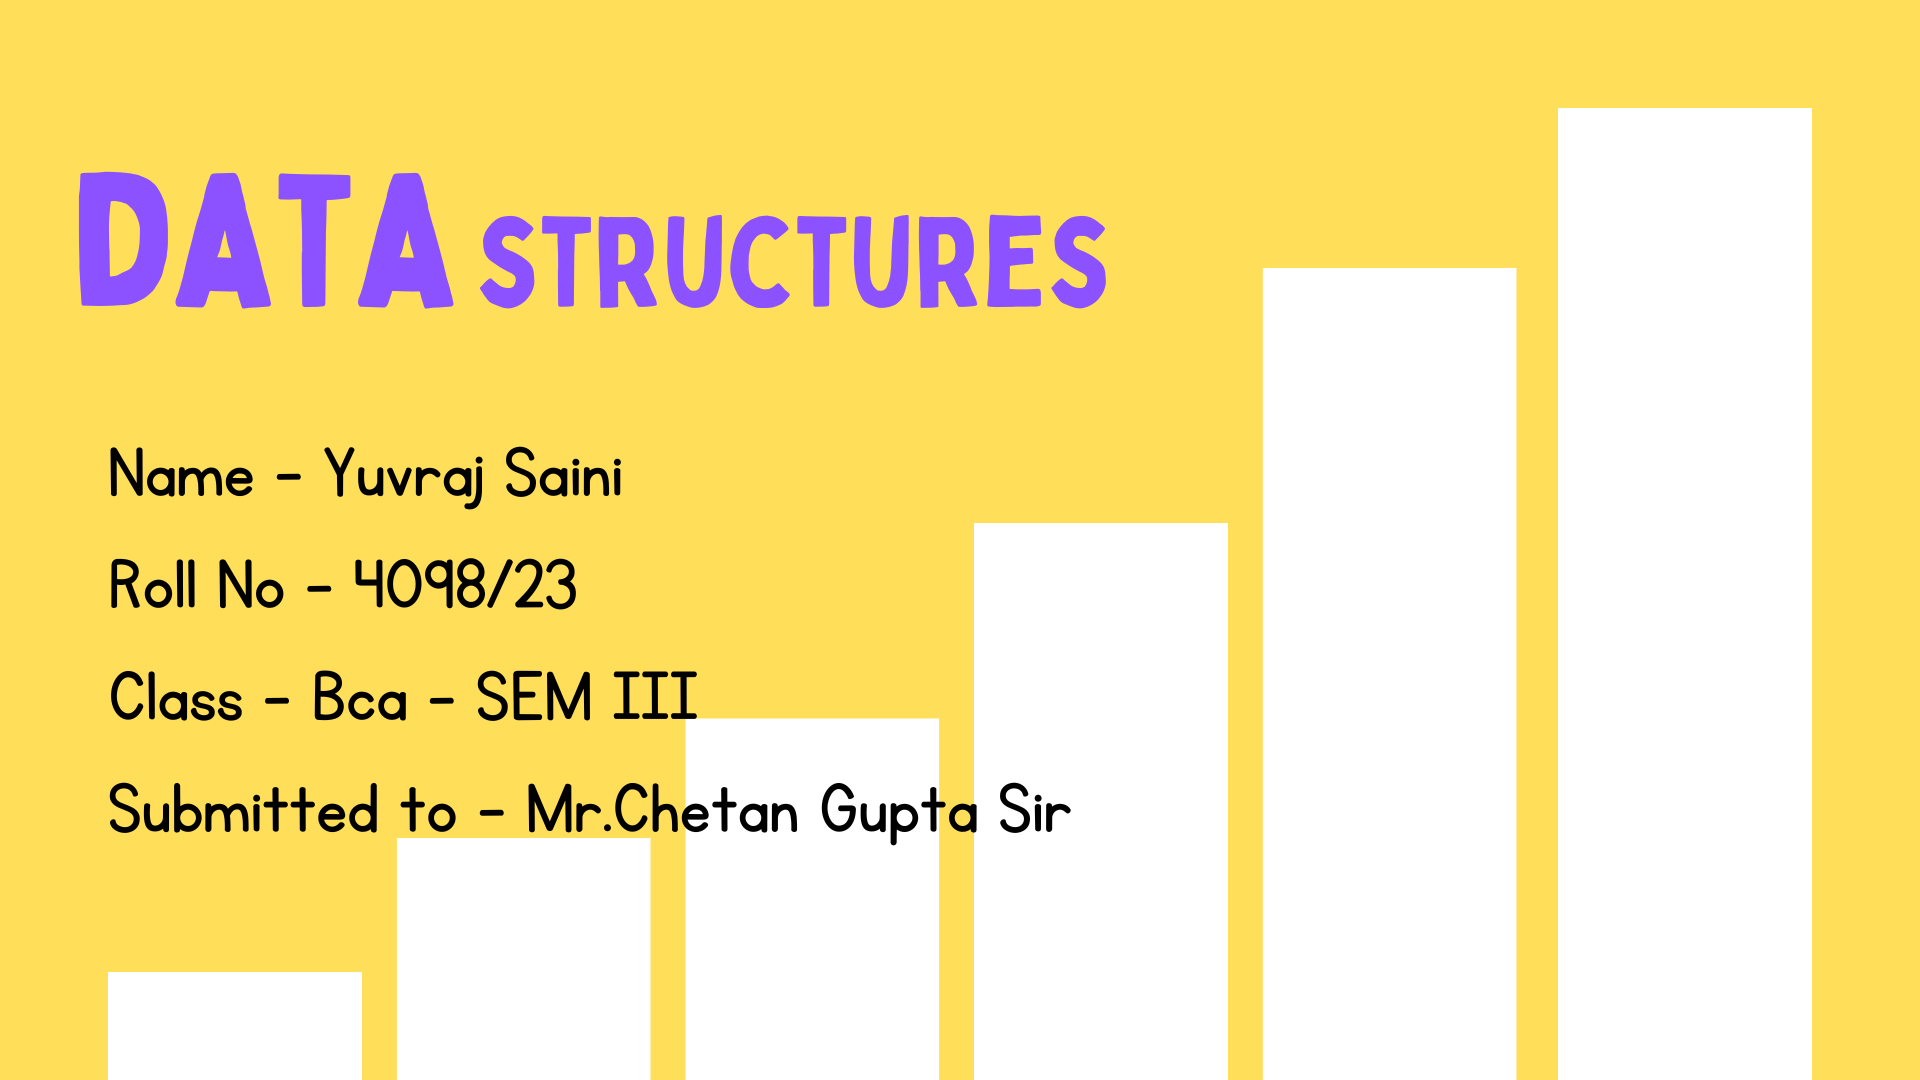 DATA STRUCTURES
Name - Yuvraj Saini
Roll No - 4098/23
Class - Bca - SEM III
Submitted to - Mr.Chetan Gupta Sir